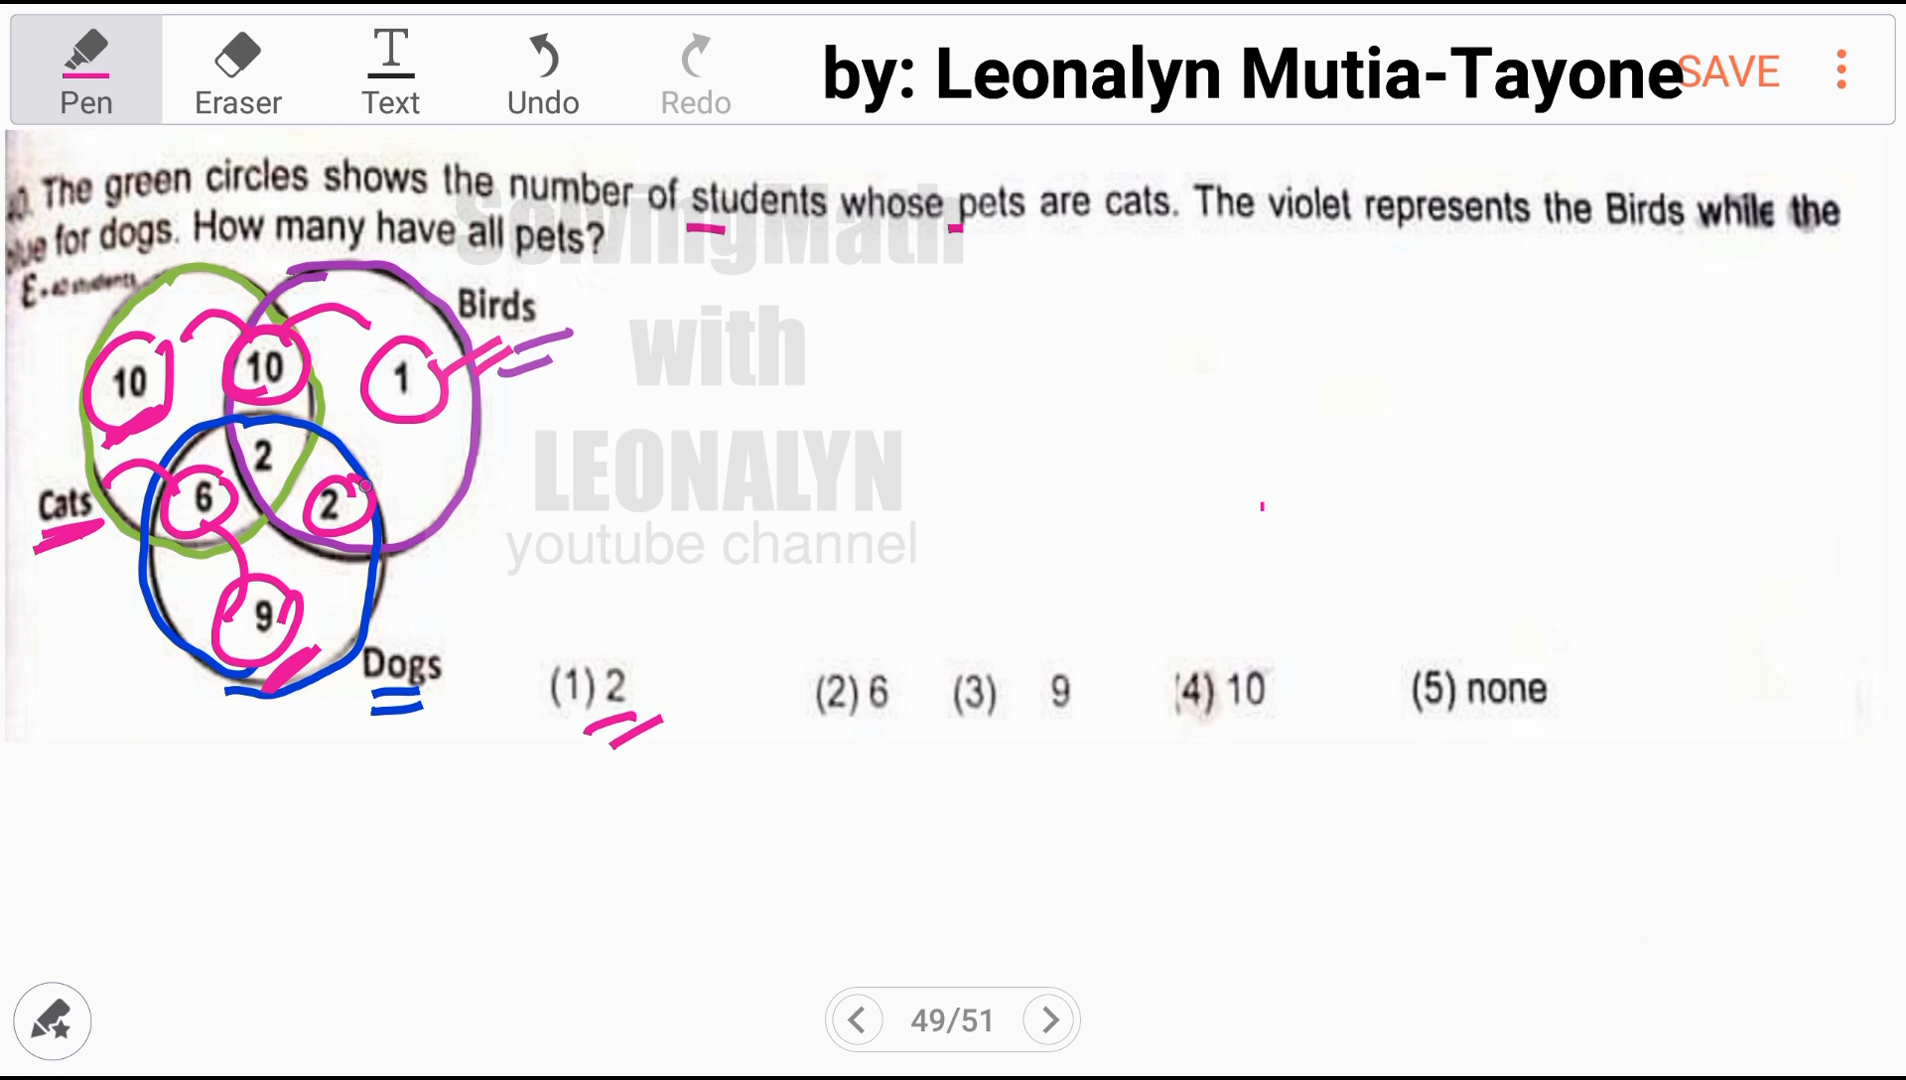 Pen
Eraser
T
Text
Undo
Redo
by: Leonalyn Mutia-Tayone
SAVE
The green circles shows the number of students whose pets are cats. The violet represents the Birds while the
for dogs. How many have all pets?
SolvingMath
with
LEONALYN
youtube channel
students
Birds
10
10
1
2
Cats
6
2
9
Dogs
(1) 2
(2) 6
(3) 9
(4) 10
(5) none
49/51